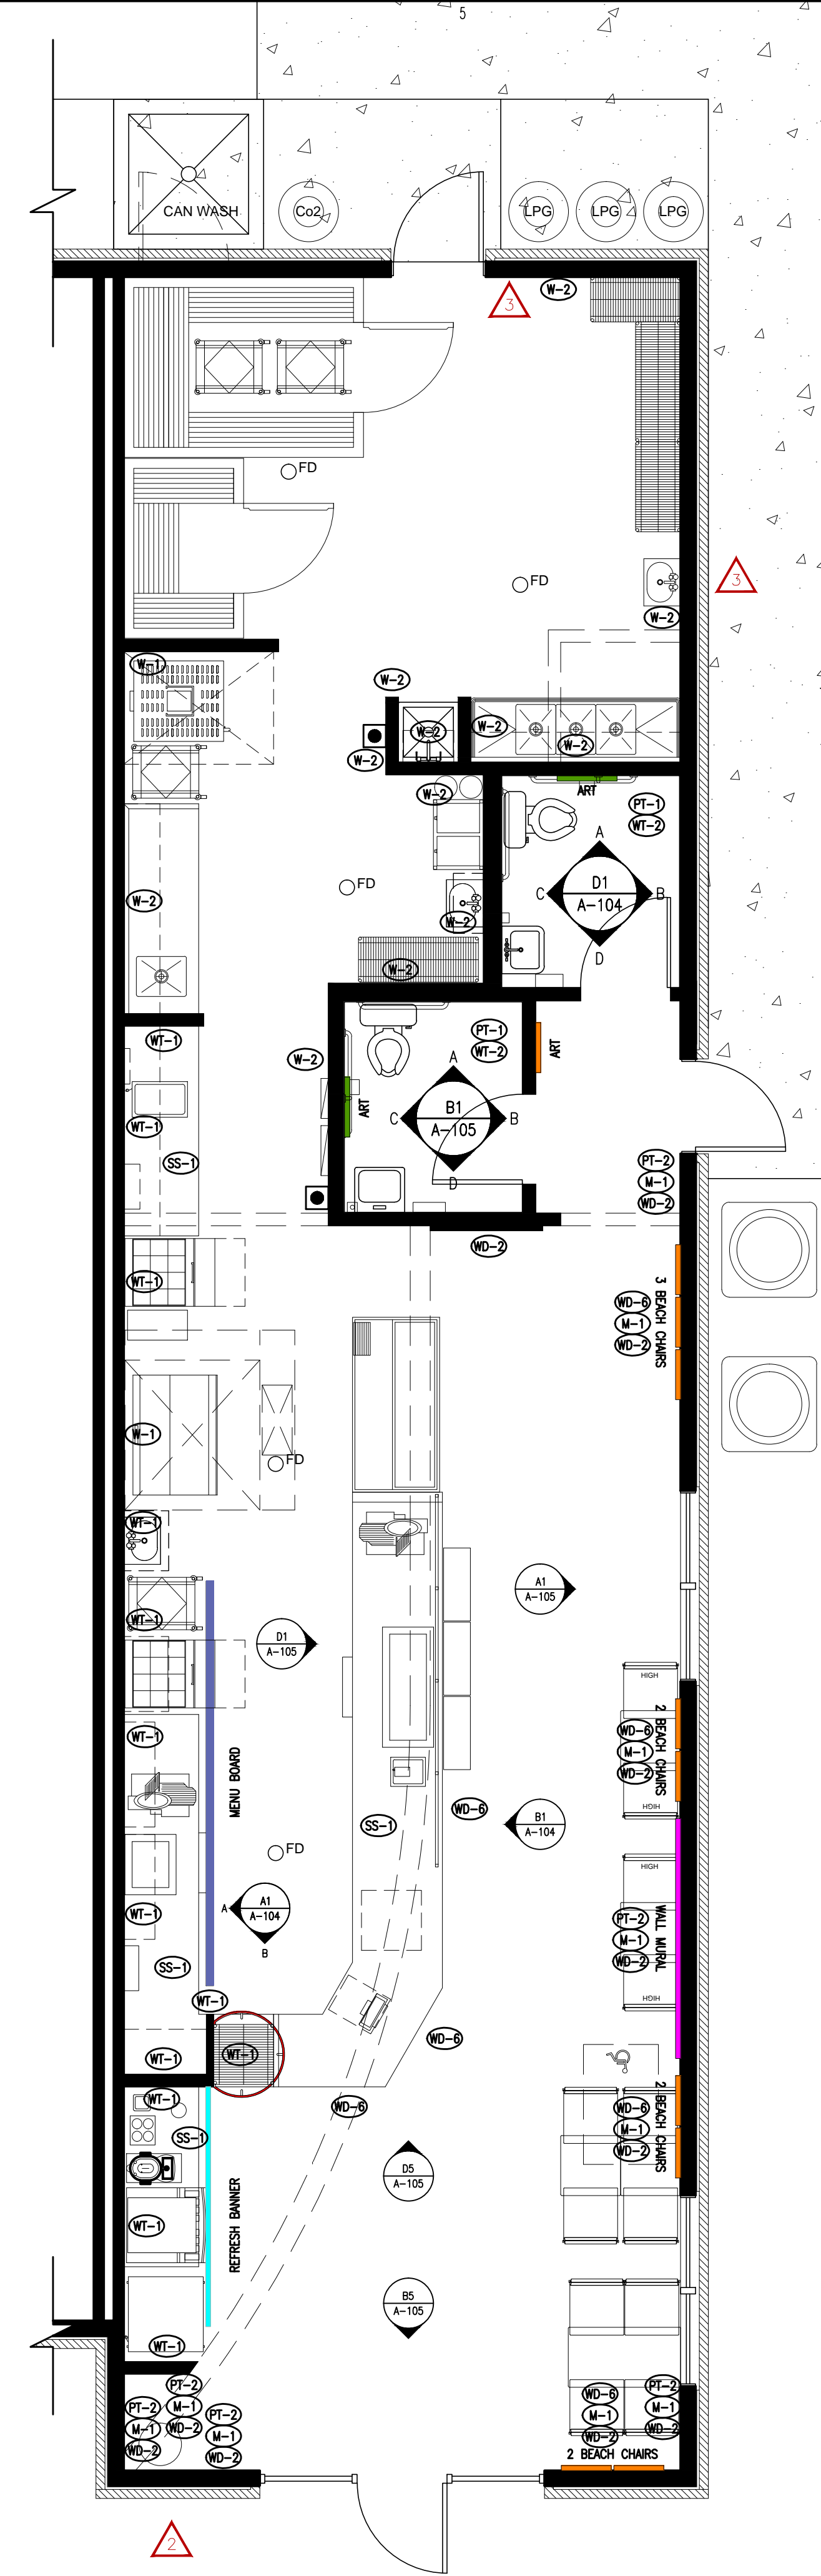 5
CAN WASH
Co2
LPG
LPG
LPG
W-2
3
FD
3
FD
W-2
W-1
W-2
W-2
W-2
W-2
W-2
W-2
ART
PT-1
WT-2
A
D1
A-104
C
B
D
FD
W-2
W-2
W-2
WT-1
PT-1
WT-2
ART
W-2
A
B1
A-105
C
B
D
ART
WT-1
SS-1
PT-2
M-1
WD-2
WD-2
WT-1
3 BEACH CHAIRS
WD-6
M-1
WD-2
W-1
FD
WT-1
A1
A-105
WT-1
D1
A-105
HIGH
2 BEACH CHAIRS
WD-6
M-1
WD-2
WT-1
MENU BOARD
HIGH
WD-6
SS-1
B1
A-104
FD
HIGH
A
A1
A-104
B
WT-1
WALL MURAL
PT-2
M-1
WD-2
SS-1
WT-1
HIGH
WD-6
WT-1
WT-1
WT-1
WD-6
2 BEACH CHAIRS
WD-6
M-1
WD-2
SS-1
D5
A-105
WT-1
REFRESH BANNER
B5
A-105
WT-1
PT-2
M-1
WD-2
PT-2
M-1
WD-2
PT-2
M-1
WD-2
WD-6
M-1
WD-2
PT-2
M-1
WD-2
2 BEACH CHAIRS
2